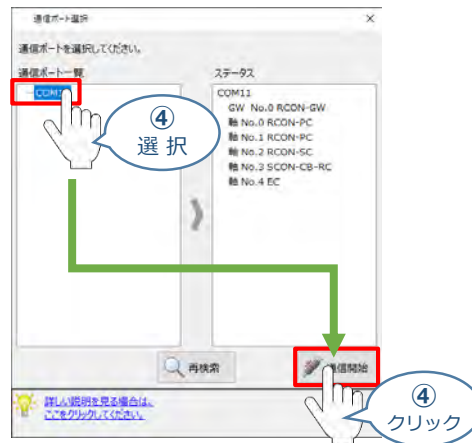 通信ポート選択
通信ポートを選択してください。
通信ポート一覧
ステータス
COM11
GW No.0 RCON-GW
軸 No.0 RCON-PC
軸 No.1 RCON-PC
軸 No.2 RCON-SC
軸 No.3 SCON-CB-RC
軸 No.4 EC
④
選 択
再検索
通信開始
詳しい説明を見る場合は、
ここをクリックしてください。
④
クリック